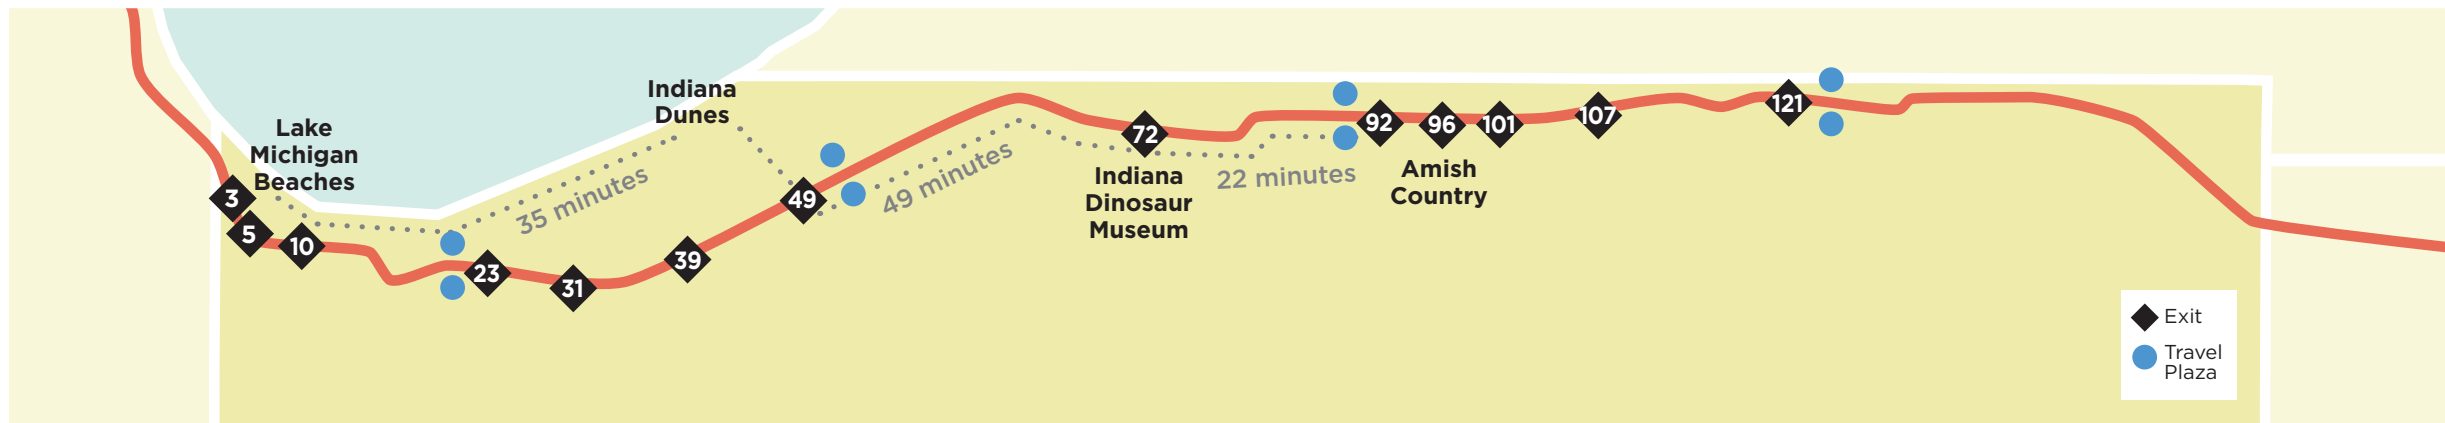 Lake
Michigan
Beaches
Indiana
Dunes
35 minutes
49 minutes
Indiana
Dinosaur
Museum
22 minutes
Amish
Country
3
5
10
23
31
39
49
72
92
96
101
107
121
Exit
Travel
Plaza